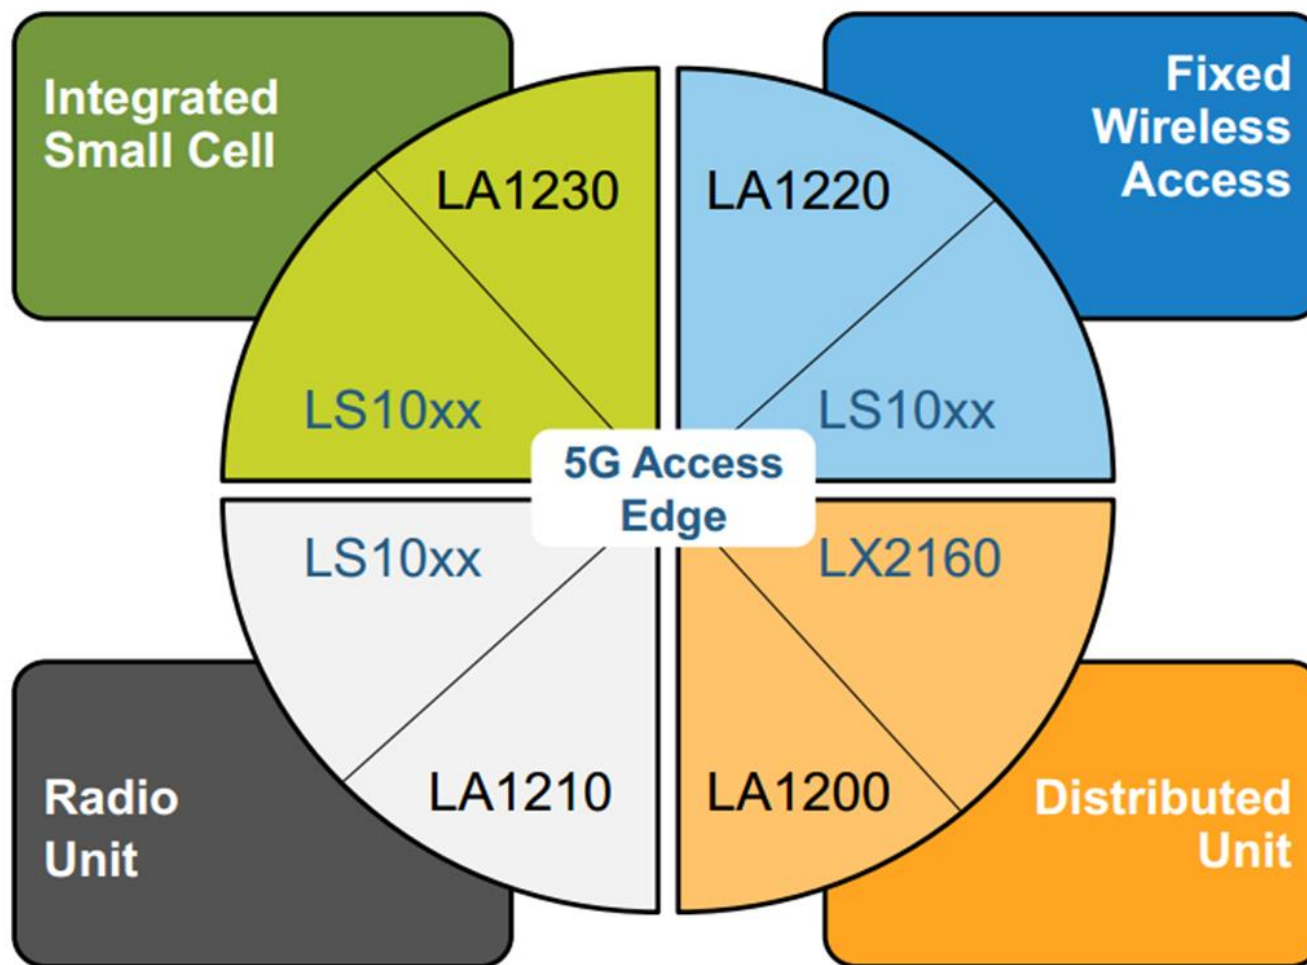 Integrated
Small Cell
Fixed
Wireless
Access
LA1230
LA1220
LS10xx
LS10xx
5G Access
Edge
LS10xx
LX2160
LA1210
LA1200
Radio
Unit
Distributed
Unit